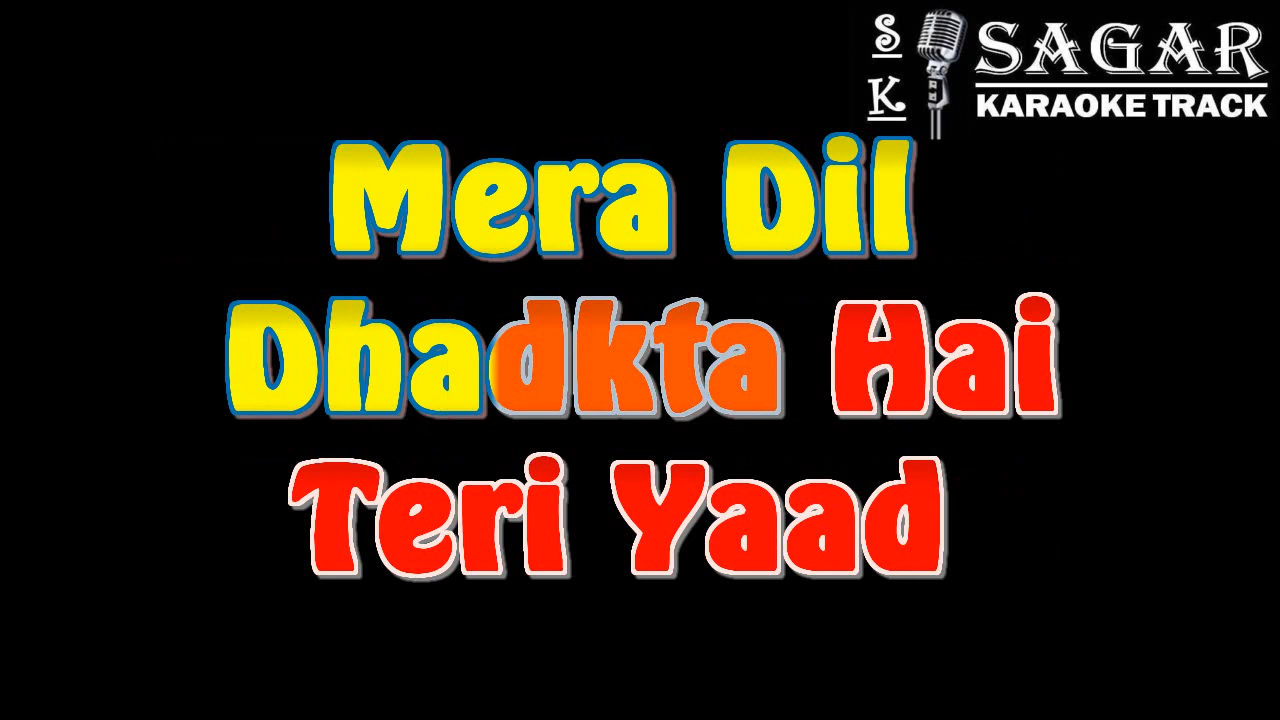 S
K
SAGAR
KARAOKE TRACK
Mera Dil
Dhadkta Hai
Teri Yaad